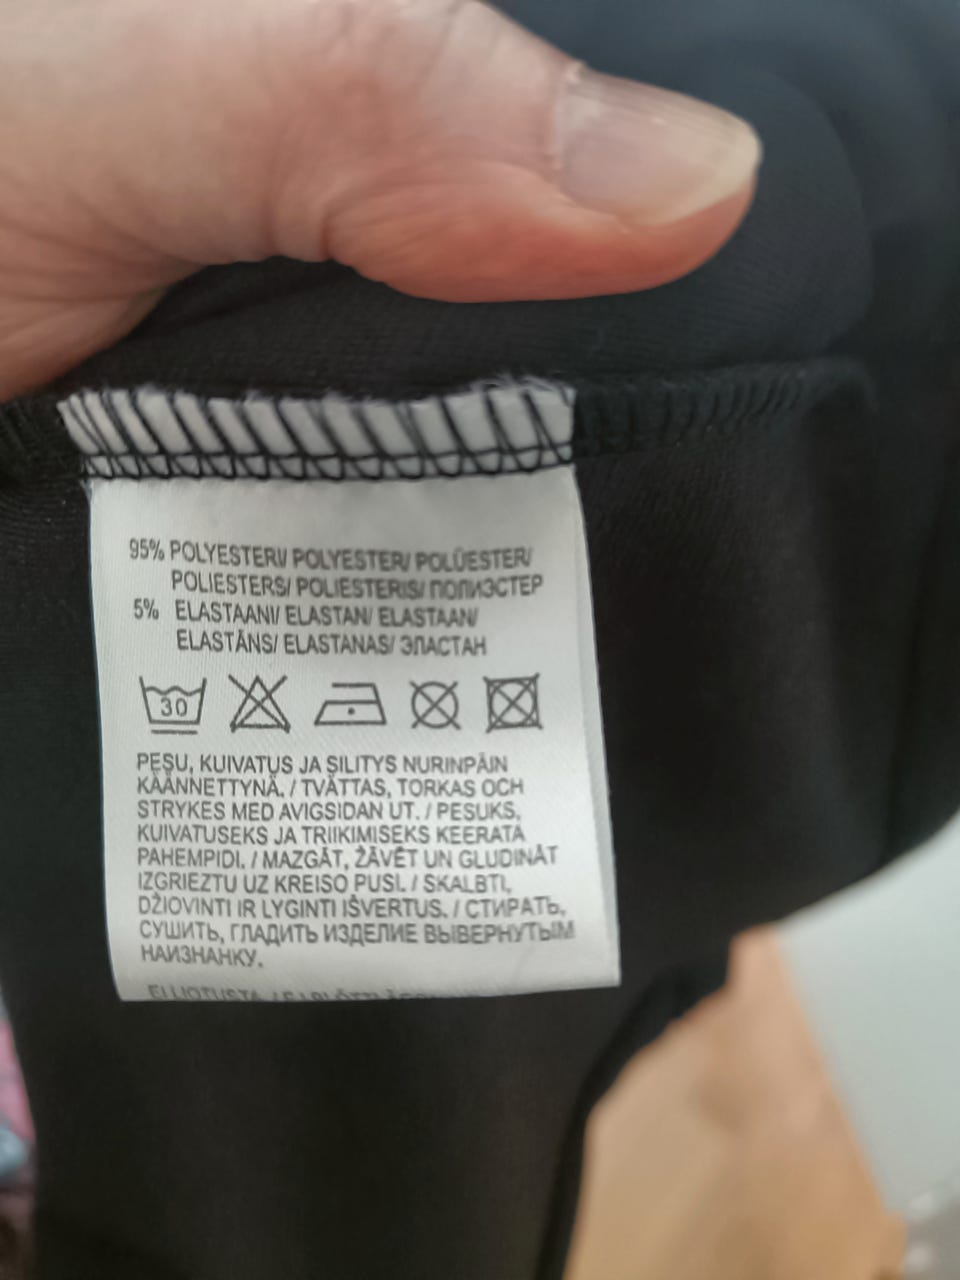 95% POLYESTERI/ POLYESTER/ POLÜESTER/
POLIESTERS/ POLIESTERIS/ ПОЛИЭСТЕР
5% ELASTAANI/ ELASTAN/ ELASTAAN/
ELASTĀNS/ ELASTANAS/ ЭЛАСТАН
30
PESU, KUIVATUS JA SILITYS NURINPÄIN
KÄÄNNETTYNÄ. / TVÄTTAS, TORKAS OCH
STRYKES MED AVIGSIDAN UT. / PESUKS,
KUIVATUSEKS JA TRIIKIMISEKS KEERATA
PAHEMPIDI. / MAZGĀT, ŽĀVĒT UN GLUDINĀT
IZGRIEZTU UZ KREISO PUSI. / SKALBTI,
DŽIOVINTI IR LYGINTI IŠVERTUS. / СТИРАТЬ,
СУШИТЬ, ГЛАДИТЬ ИЗДЕЛИЕ ВЫВЕРНУТЫМ
НАИЗНАНКУ.